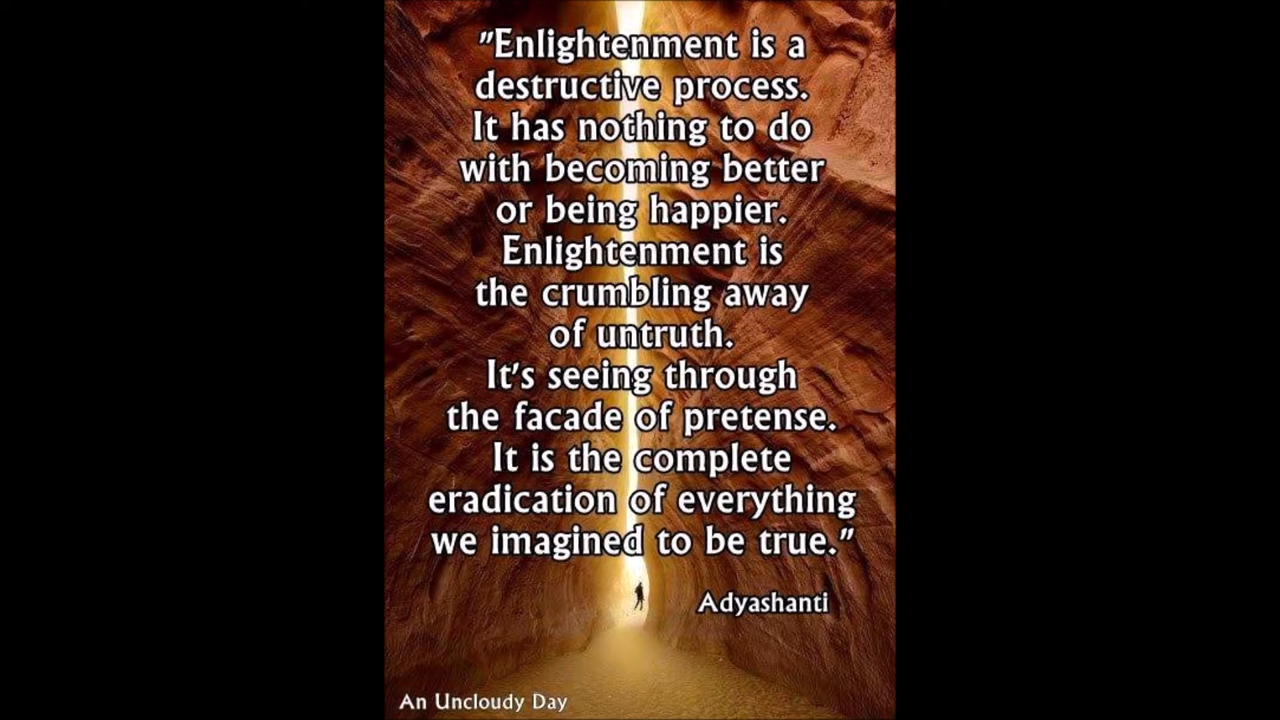 "Enlightenment is a
destructive process.
It has nothing to do
with becoming better
or being happier.
Enlightenment is
the crumbling away
of untruth.
It's seeing through
the facade of pretense.
It is the complete
eradication of everything
we imagined to be true."
Adyashanti
An Uncloudy Day